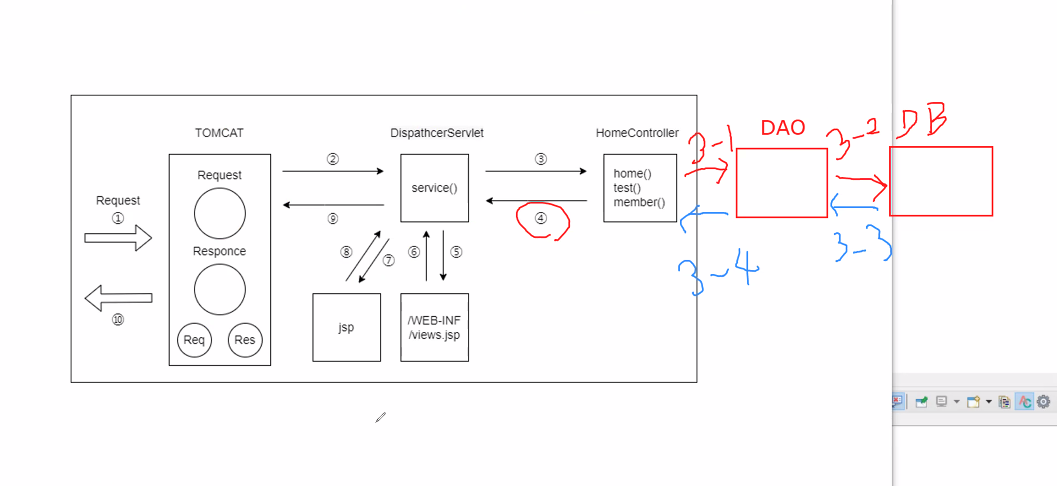 TOMCAT
DispathcerServlet
HomeController
DAO
DB
Request
①
⑩
Request
Responce
Req
Res
②
⑨
service()
③
④
home()
test()
member()
3-1
3-2
3-3
3-4
⑧
⑦
⑥
⑤
jsp
/WEB-INF
/views.jsp